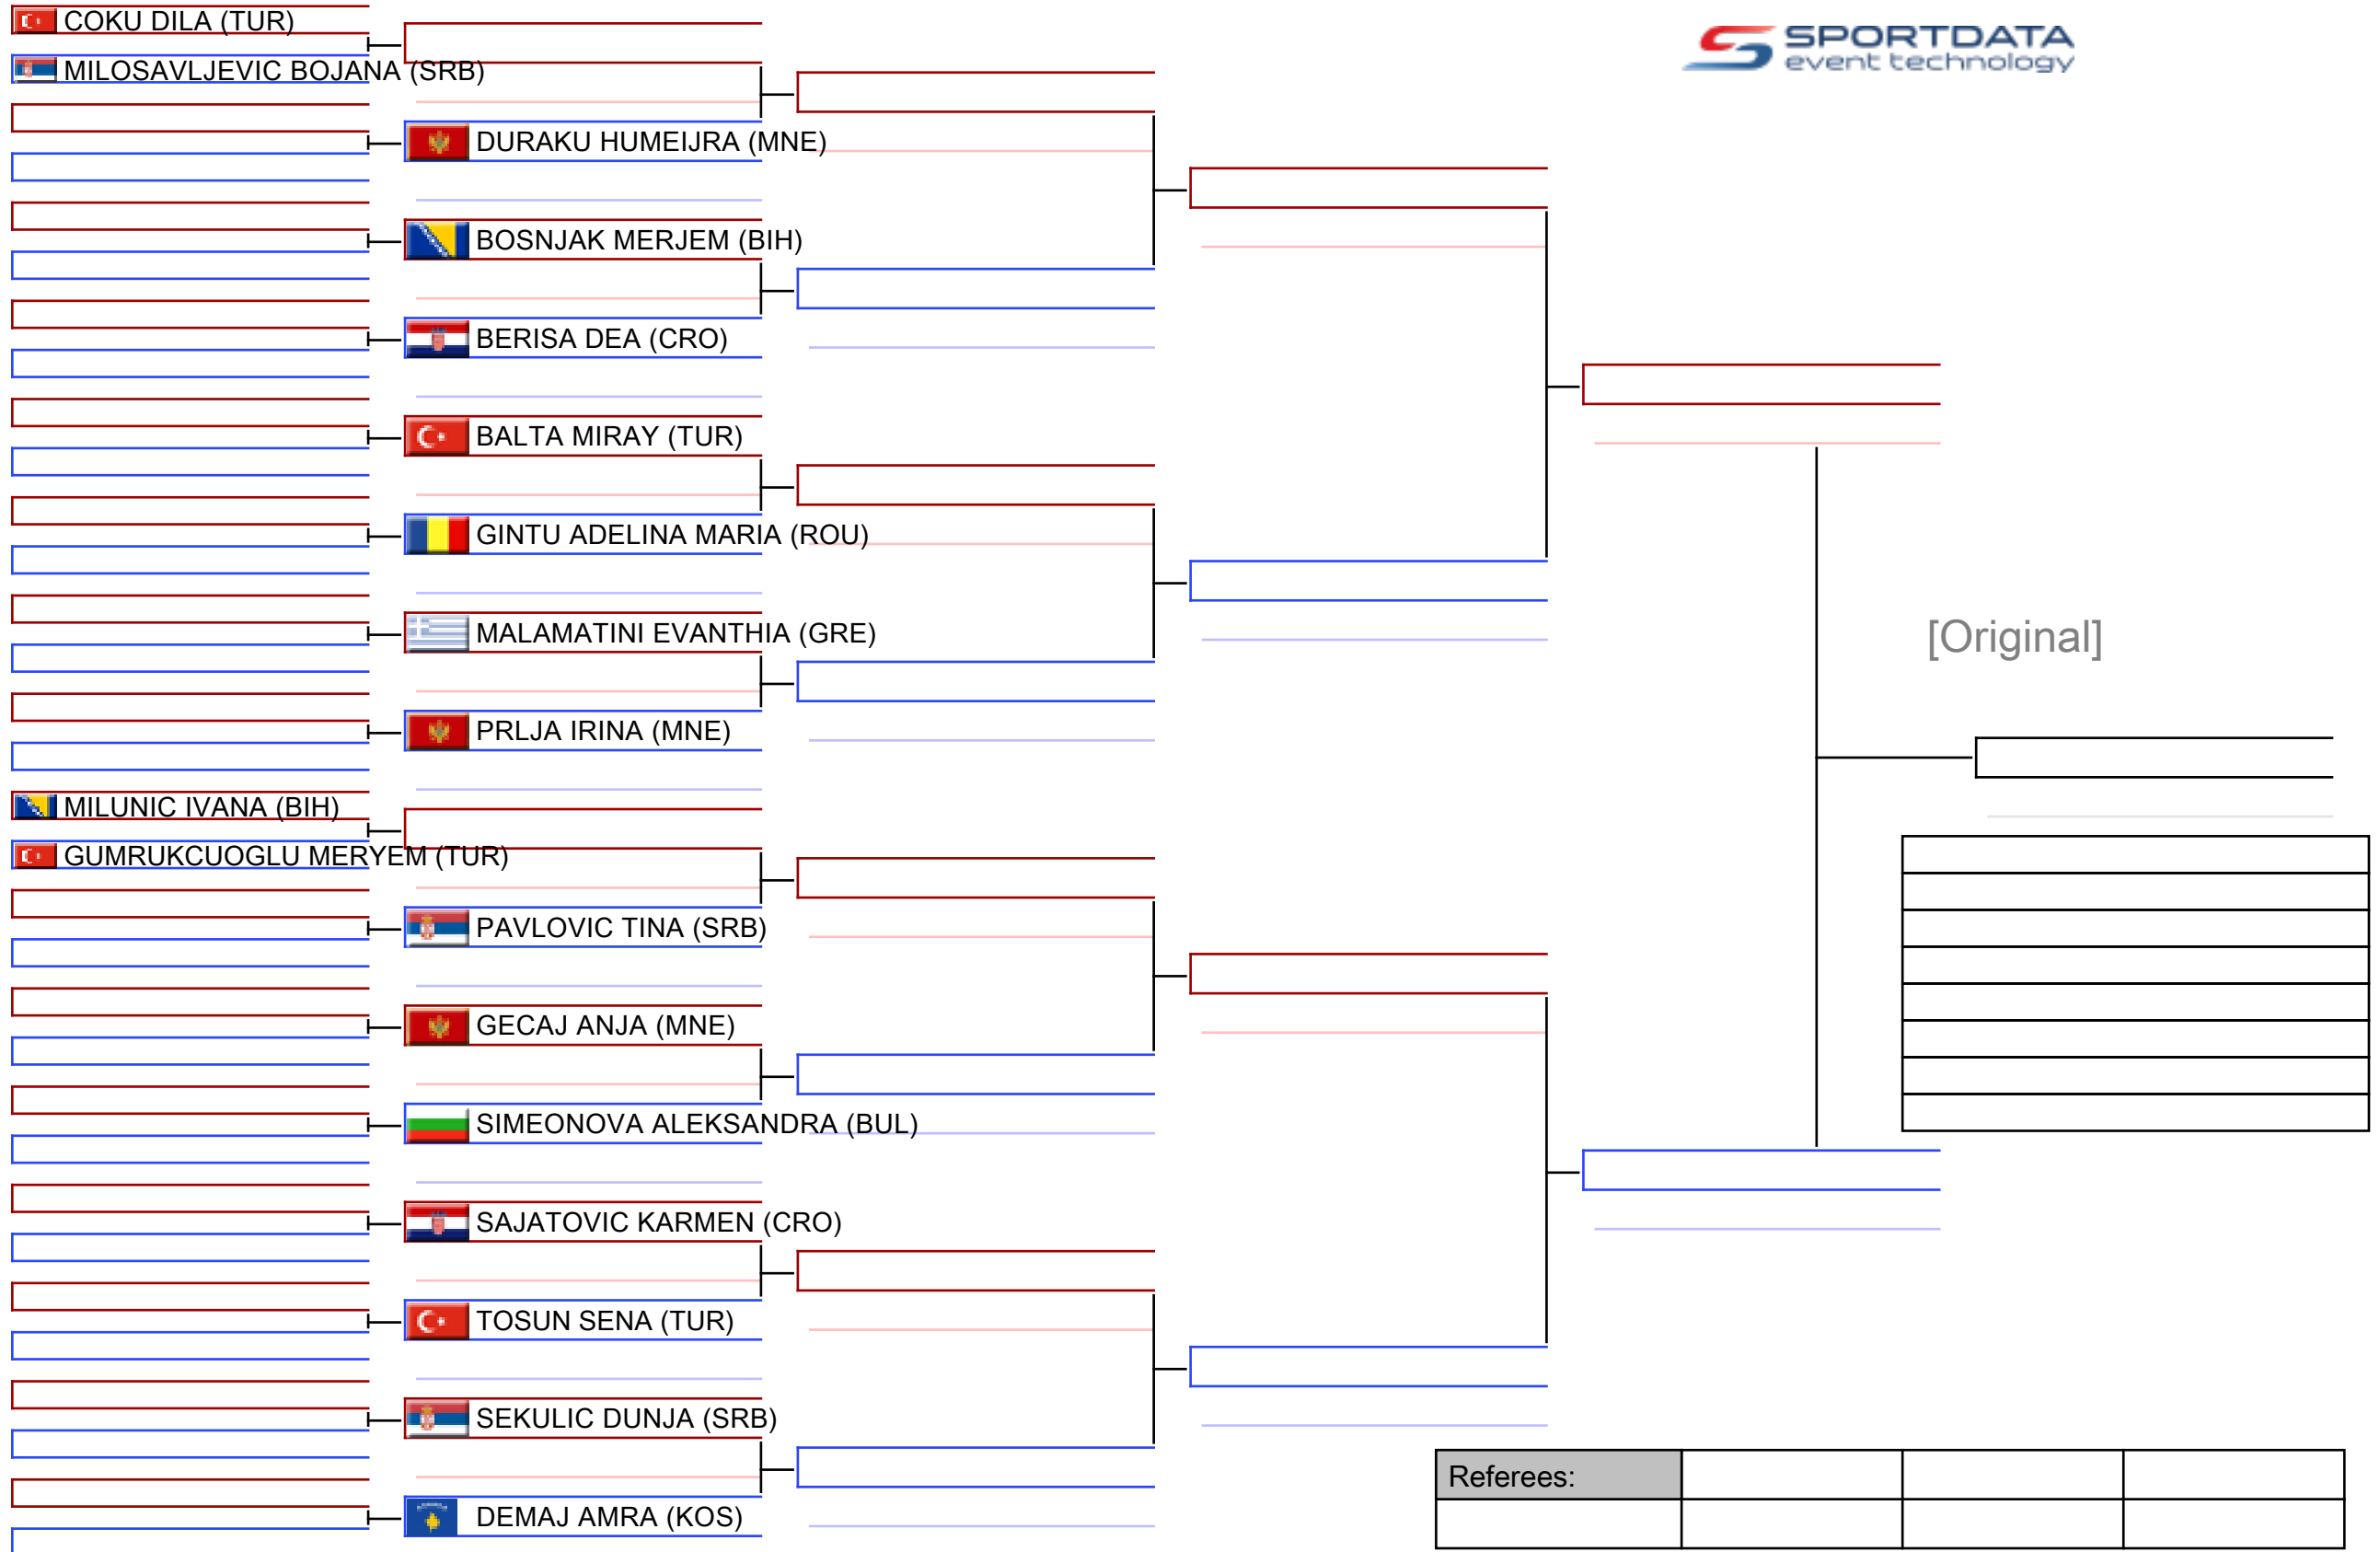 COKU DILA (TUR)
MILOSAVLJEVIC BOJANA (SRB)
SPORTDATA
event technology
DURAKU HUMEIJRA (MNE)
BOSNJAK MERJEM (BIH)
BERISA DEA (CRO)
BALTA MIRAY (TUR)
GINTU ADELINA MARIA (ROU)
MALAMATINI EVANTHIA (GRE)
[Original]
PRLJA IRINA (MNE)
MILUNIC IVANA (BIH)
GUMRUKCUOGLU MERYEM (TUR)
PAVLOVIC TINA (SRB)
GECAJ ANJA (MNE)
SIMEONOVA ALEKSANDRA (BUL)
SAJATOVIC KARMEN (CRO)
TOSUN SENA (TUR)
SEKULIC DUNJA (SRB)
Referees:
DEMAJ AMRA (KOS)